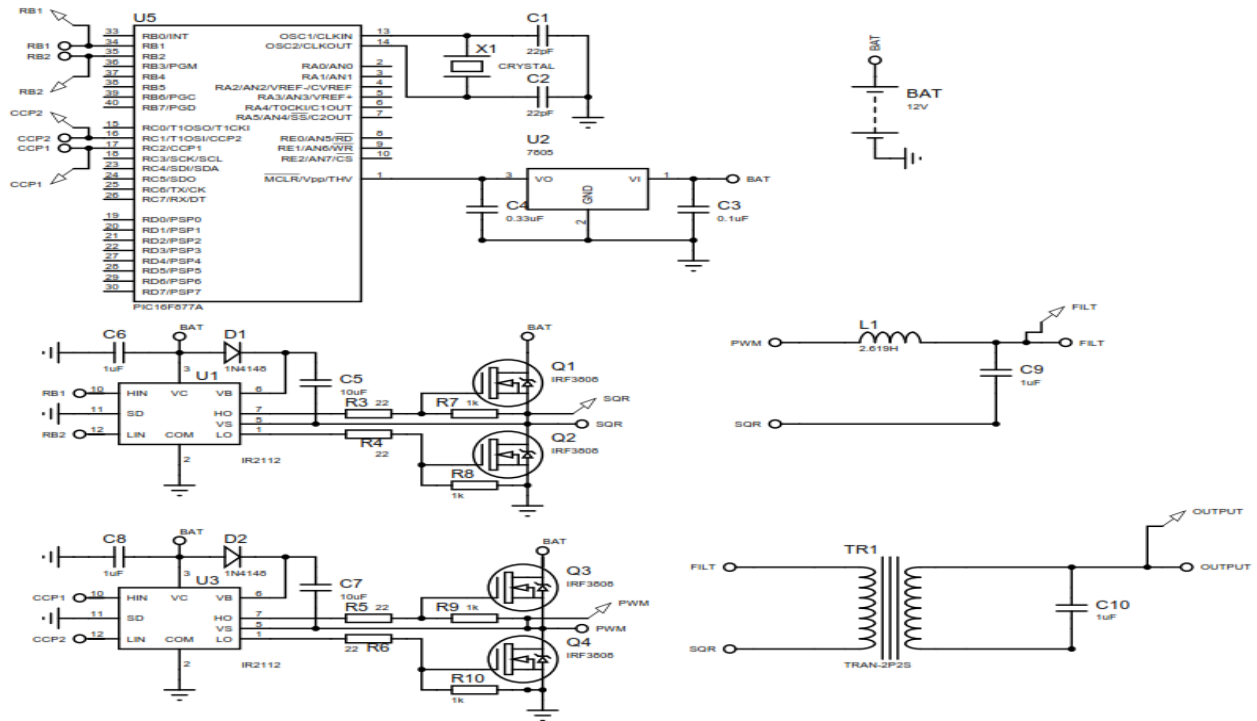 RB1
RB1
RB2
RB2
CCP2
CCP2
CCP1
CCP1
U5
33 RB0/INT
34 RB1
35 RB2
36 RB3/PGM
37 RB4
38 RB5
39 RB6/PGC
40 RB7/PGD
15 RC0/T1OSO/T1CKI
16 RC1/T1OSI/CCP2
17 RC2/CCP1
18 RC3/SCK/SCL
23 RC4/SDI/SDA
24 RC5/SDO
25 RC6/TX/CK
26 RC7/RX/DT
19 RD0/PSP0
20 RD1/PSP1
21 RD2/PSP2
22 RD3/PSP3
27 RD4/PSP4
28 RD5/PSP5
29 RD6/PSP6
30 RD7/PSP7
OSC1/CLKIN 13
OSC2/CLKOUT 14
RA0/AN0 2
RA1/AN1 3
RA2/AN2/VREF-/CVREF 4
RA3/AN3/VREF+ 5
RA4/T0CKI/C1OUT 6
RA5/AN4/SS/C2OUT 7
RE0/AN5/RD 8
RE1/AN6/WR 9
RE2/AN7/CS 10
MCLR/Vpp/THV 1
PIC16F877A
C1
22pF
X1
CRYSTAL
C2
22pF
U2
7805
3 VO VI 1
GND
2
BAT
C4
0.33uF
C3
0.1uF
BAT
BAT
12V
C6
1uF
BAT
D1
1N4148
3
U1
RB1 10 HIN VC VB 6
11 SD HO 7
VS 5
RB2 12 LIN COM LO 1
2
IR2112
C5
10uF
R3 22
R4
22
R7 1k
R8
1k
BAT
Q1
IRF3808
SQR
SQR
Q2
IRF3808
PWM
L1
2.619H
FILT
FILT
C9
1uF
SQR
C8
1uF
BAT
D2
1N4148
3
U3
CCP1 10 HIN VC VB 6
11 SD HO 7
VS 5
CCP2 12 LIN COM LO 1
2
IR2112
C7
10uF
R5 22
22 R6
R9 1k
R10
1k
BAT
Q3
IRF3808
PWM
PWM
Q4
IRF3808
FILT
SQR
TR1
TRAN-2P2S
OUTPUT
OUTPUT
C10
1uF